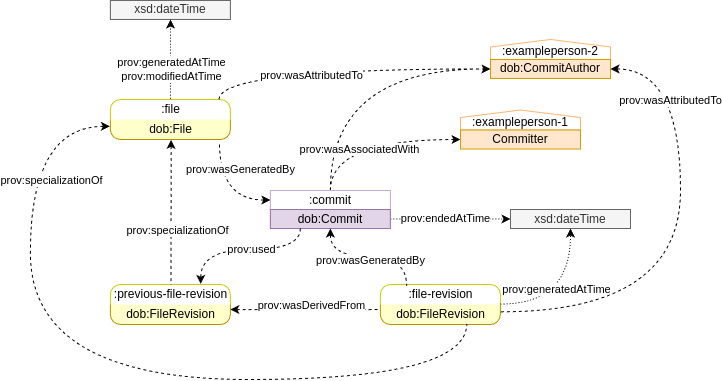 xsd:dateTime
prov:generatedAtTime
prov:modifiedAtTime
:exampleperson-2
dob:CommitAuthor
prov:wasAttributedTo
:file
dob:File
prov:wasAttributedTo
:exampleperson-1
Committer
prov:wasAssociatedWith
prov:wasGeneratedBy
prov:specializationOf
:commit
dob:Commit
prov:endedAtTime
xsd:dateTime
prov:specializationOf
prov:used
prov:wasGeneratedBy
:previous-file-revision
dob:FileRevision
prov:wasDerivedFrom
:file-revision
dob:FileRevision
prov:generatedAtTime